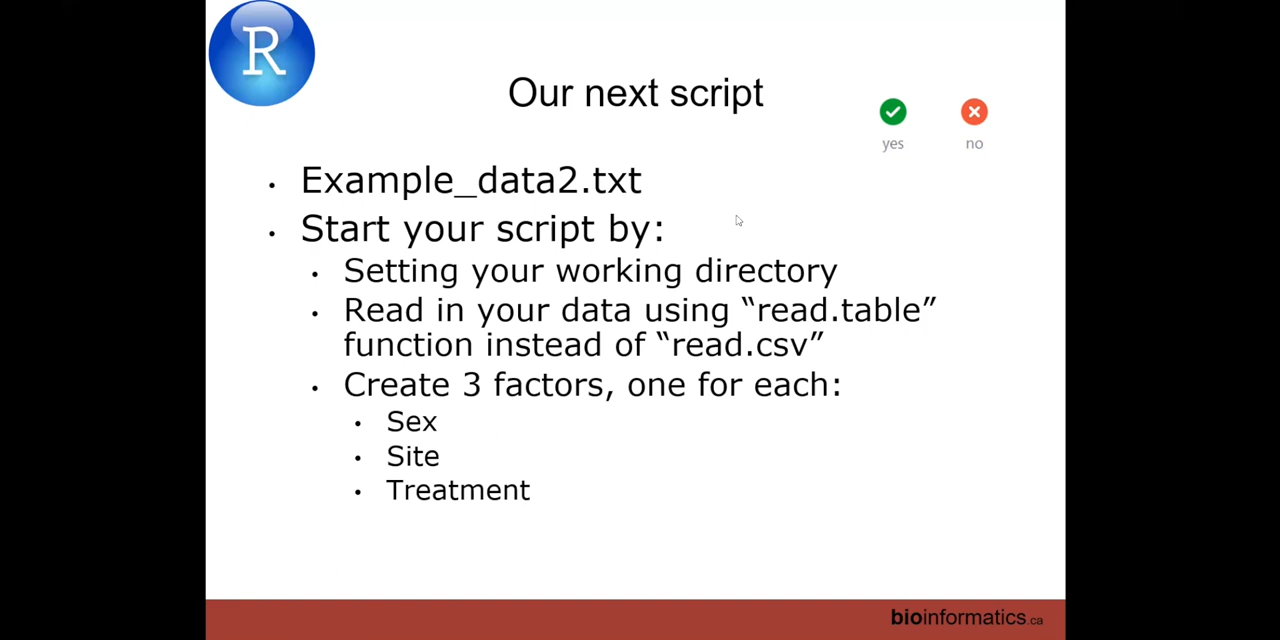 R
Our next script
yes no
• Example_data2.txt
• Start your script by:
• Setting your working directory
• Read in your data using “read.table”
function instead of “read.csv”
• Create 3 factors, one for each:
• Sex
• Site
• Treatment
bioinformatics.ca